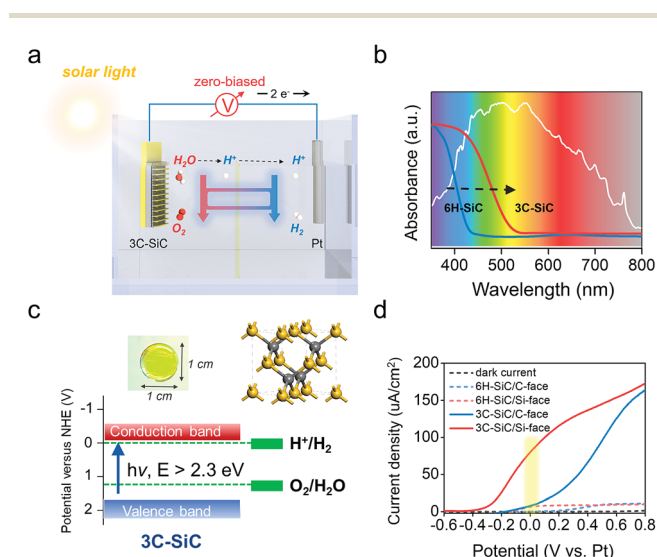 a
solar light
zero-biased
V
2 e⁻
H₂O
H⁺
H⁺
O₂
H₂
3C-SiC
Pt
b
Absorbance (a.u.)
6H-SiC
3C-SiC
400 500 600 700 800
Wavelength (nm)
c
1 cm
1 cm
Potential versus NHE (V)
-1
0
1
2
Conduction band
H⁺/H₂
hν, E > 2.3 eV
O₂/H₂O
Valence band
3C-SiC
d
Current density (uA/cm²)
200
150
100
50
0
dark current
6H-SiC/C-face
6H-SiC/Si-face
3C-SiC/C-face
3C-SiC/Si-face
-0.6 -0.4 -0.2 0.0 0.2 0.4 0.6 0.8
Potential (V vs. Pt)